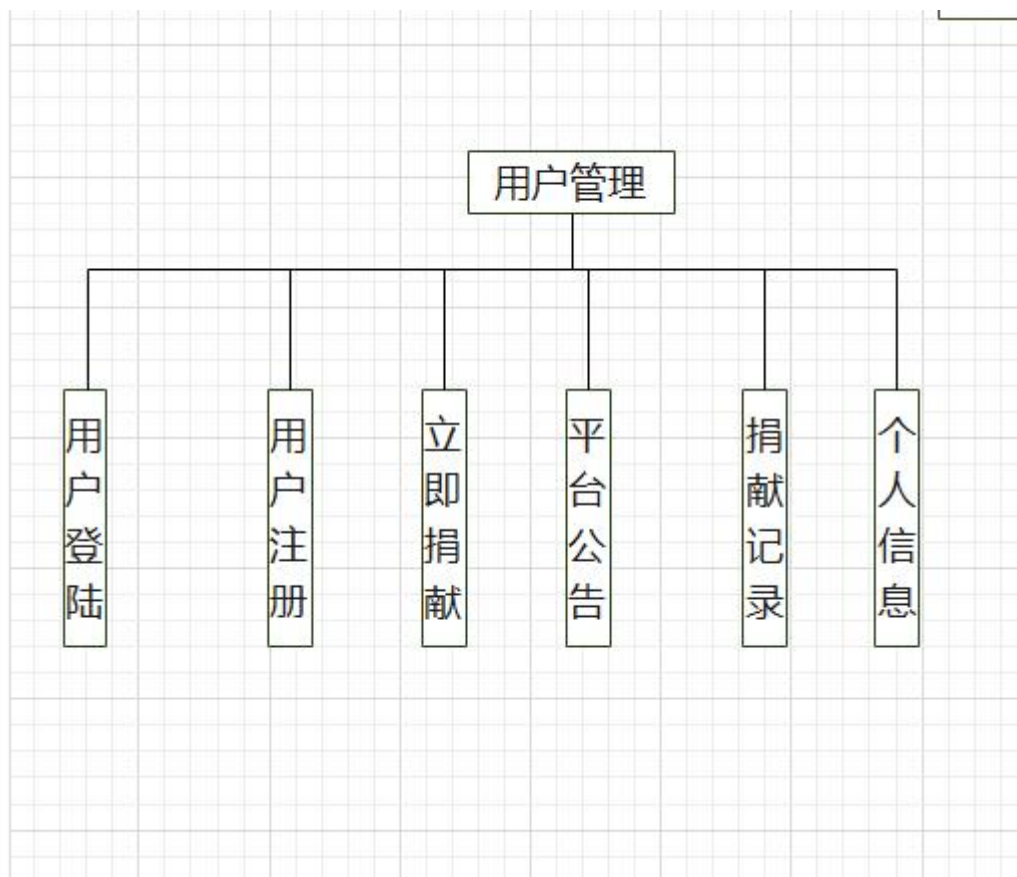 用户管理
用户登陆
用户注册
立即捐献
平台公告
捐献记录
个人信息